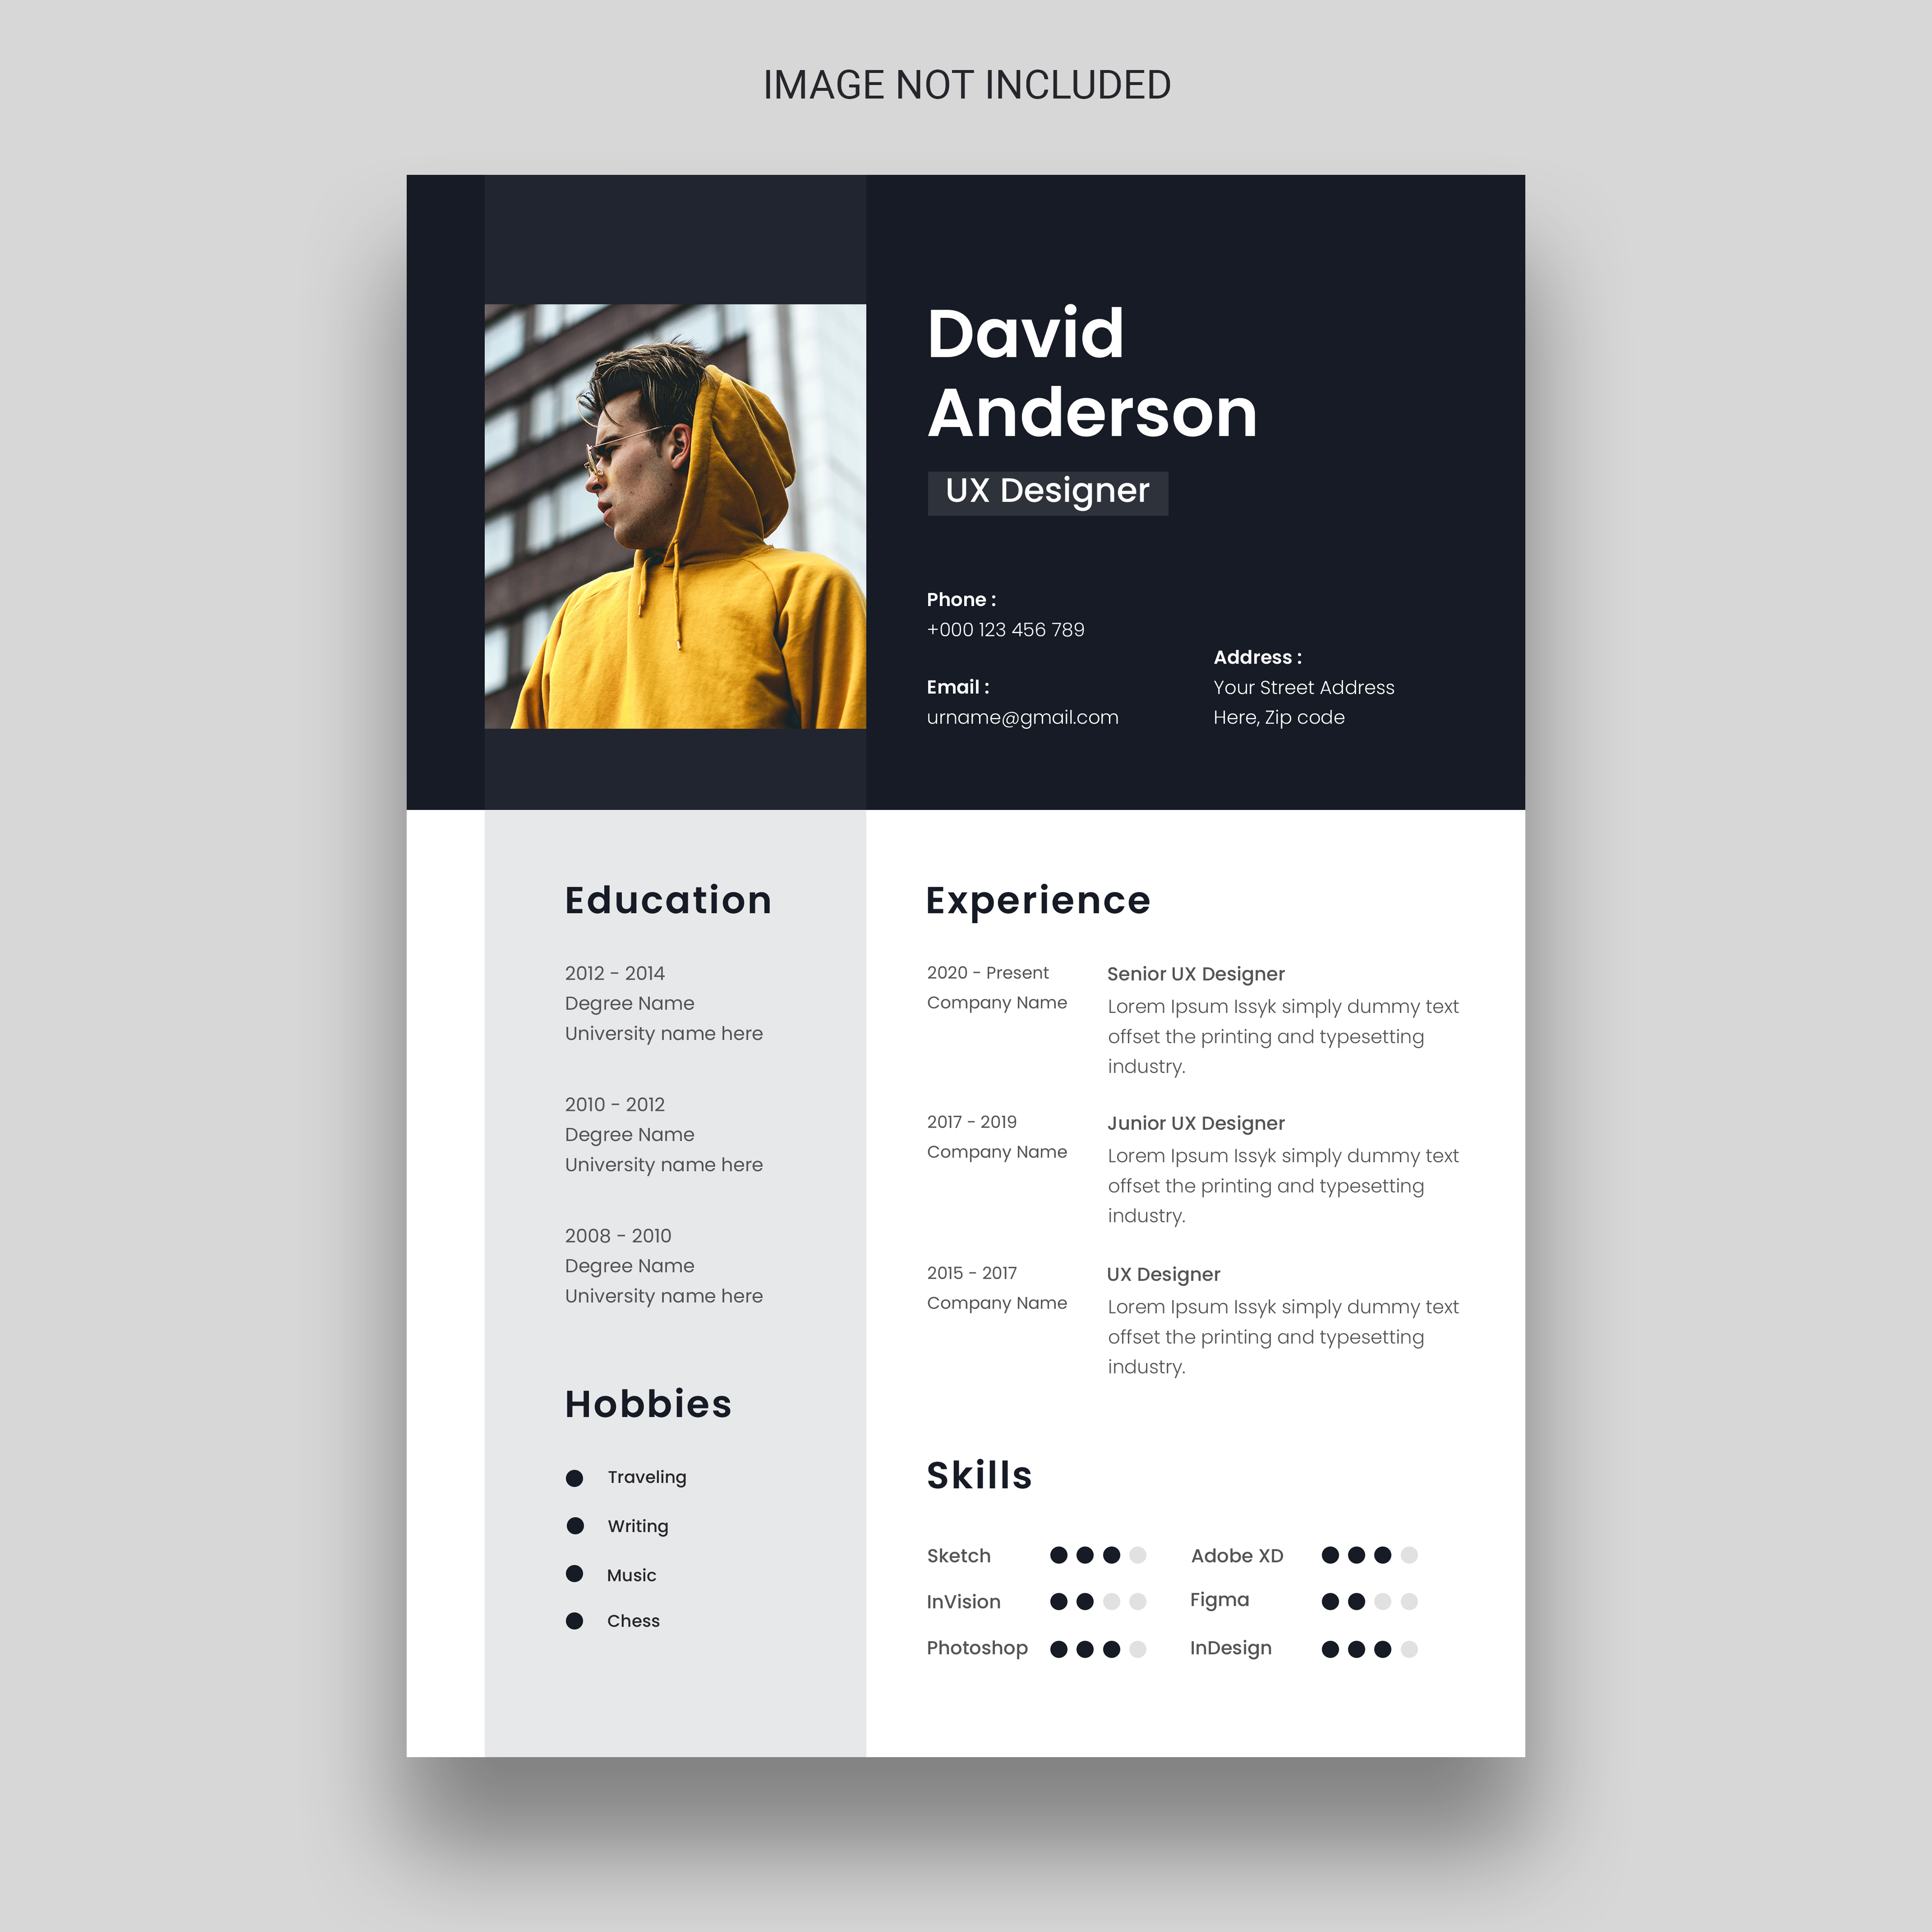 IMAGE NOT INCLUDED
David
Anderson
UX Designer
Phone :
+000 123 456 789
Email :
urname@gmail.com
Address :
Your Street Address
Here, Zip code
Education
2012 - 2014
Degree Name
University name here
2010 - 2012
Degree Name
University name here
2008 - 2010
Degree Name
University name here
Hobbies
Traveling
Writing
Music
Chess
Experience
2020 - Present
Company Name
Senior UX Designer
Lorem Ipsum Issyk simply dummy text
offset the printing and typesetting
industry.
2017 - 2019
Company Name
Junior UX Designer
Lorem Ipsum Issyk simply dummy text
offset the printing and typesetting
industry.
2015 - 2017
Company Name
UX Designer
Lorem Ipsum Issyk simply dummy text
offset the printing and typesetting
industry.
Skills
Sketch
Adobe XD
InVision
Figma
Photoshop
InDesign